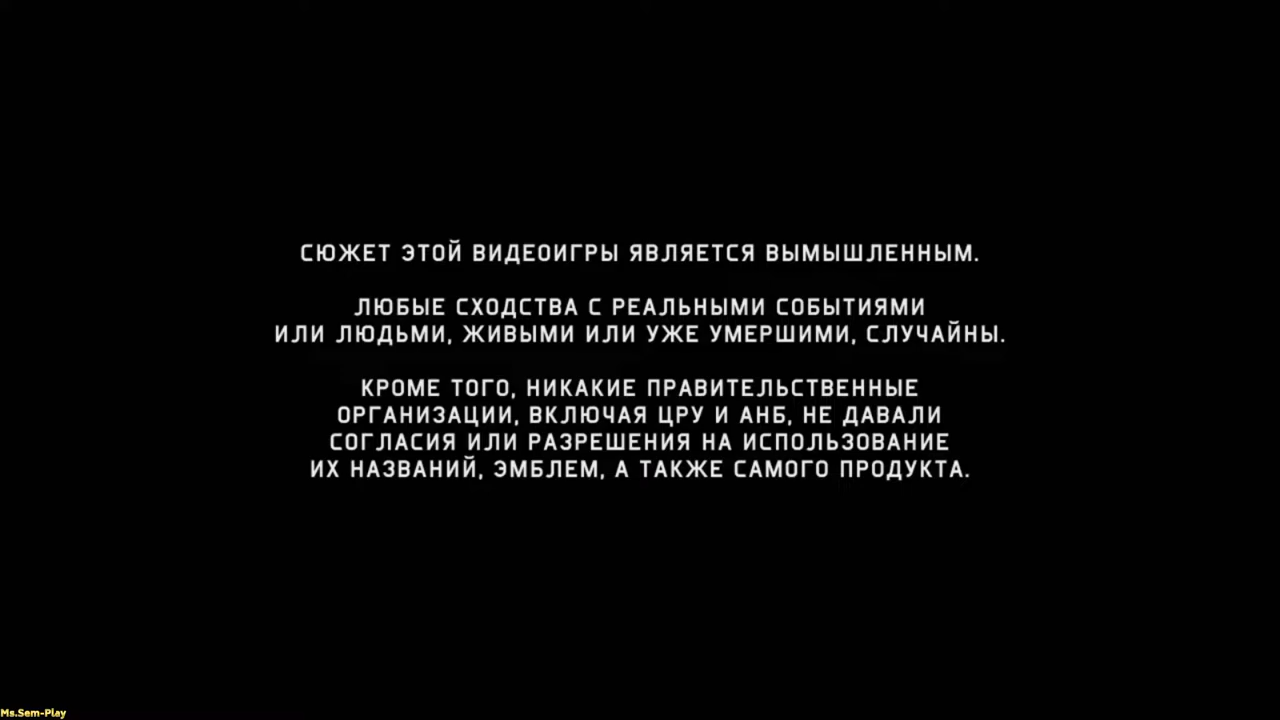 СЮЖЕТ ЭТОЙ ВИДЕОИГРЫ ЯВЛЯЕТСЯ ВЫМЫШЛЕННЫМ.
ЛЮБЫЕ СХОДСТВА С РЕАЛЬНЫМИ СОБЫТИЯМИ
ИЛИ ЛЮДЬМИ, ЖИВЫМИ ИЛИ УЖЕ УМЕРШИМИ, СЛУЧАЙНЫ.
КРОМЕ ТОГО, НИКАКИЕ ПРАВИТЕЛЬСТВЕННЫЕ
ОРГАНИЗАЦИИ, ВКЛЮЧАЯ ЦРУ И АНБ, НЕ ДАВАЛИ
СОГЛАСИЯ ИЛИ РАЗРЕШЕНИЯ НА ИСПОЛЬЗОВАНИЕ
ИХ НАЗВАНИЙ, ЭМБЛЕМ, А ТАКЖЕ САМОГО ПРОДУКТА.
Ms.Sem-Play